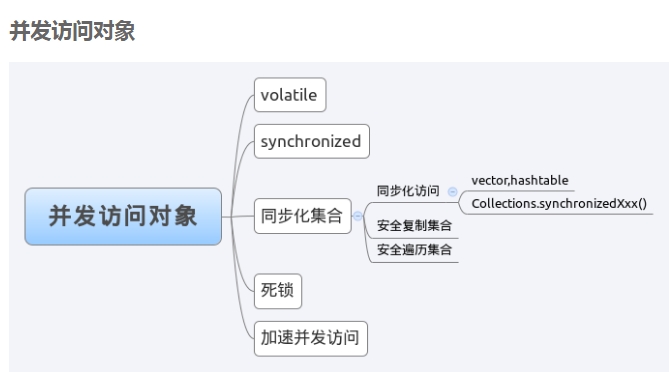 并发访问对象
并发访问对象
volatile
synchronized
同步化集合
同步化访问
vector,hashtable
Collections.synchronizedXxx()
安全复制集合
安全遍历集合
死锁
加速并发访问